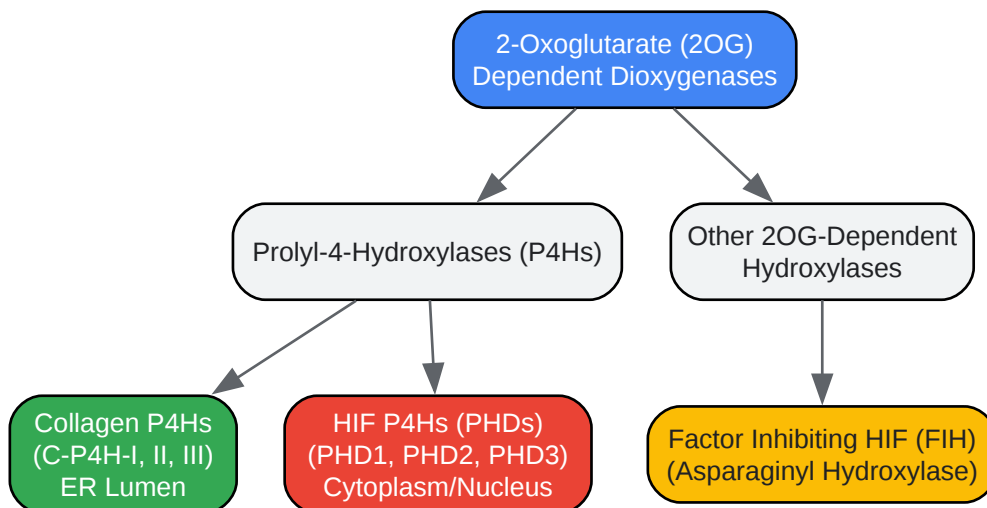 2-Oxoglutarate (2OG)
Dependent Dioxygenases
Prolyl-4-Hydroxylases (P4Hs)
Other 2OG-Dependent
Hydroxylases
Collagen P4Hs
(C-P4H-I, II, III)
ER Lumen
HIF P4Hs (PHDs)
(PHD1, PHD2, PHD3)
Cytoplasm/Nucleus
Factor Inhibiting HIF (FIH)
(Asparaginyl Hydroxylase)